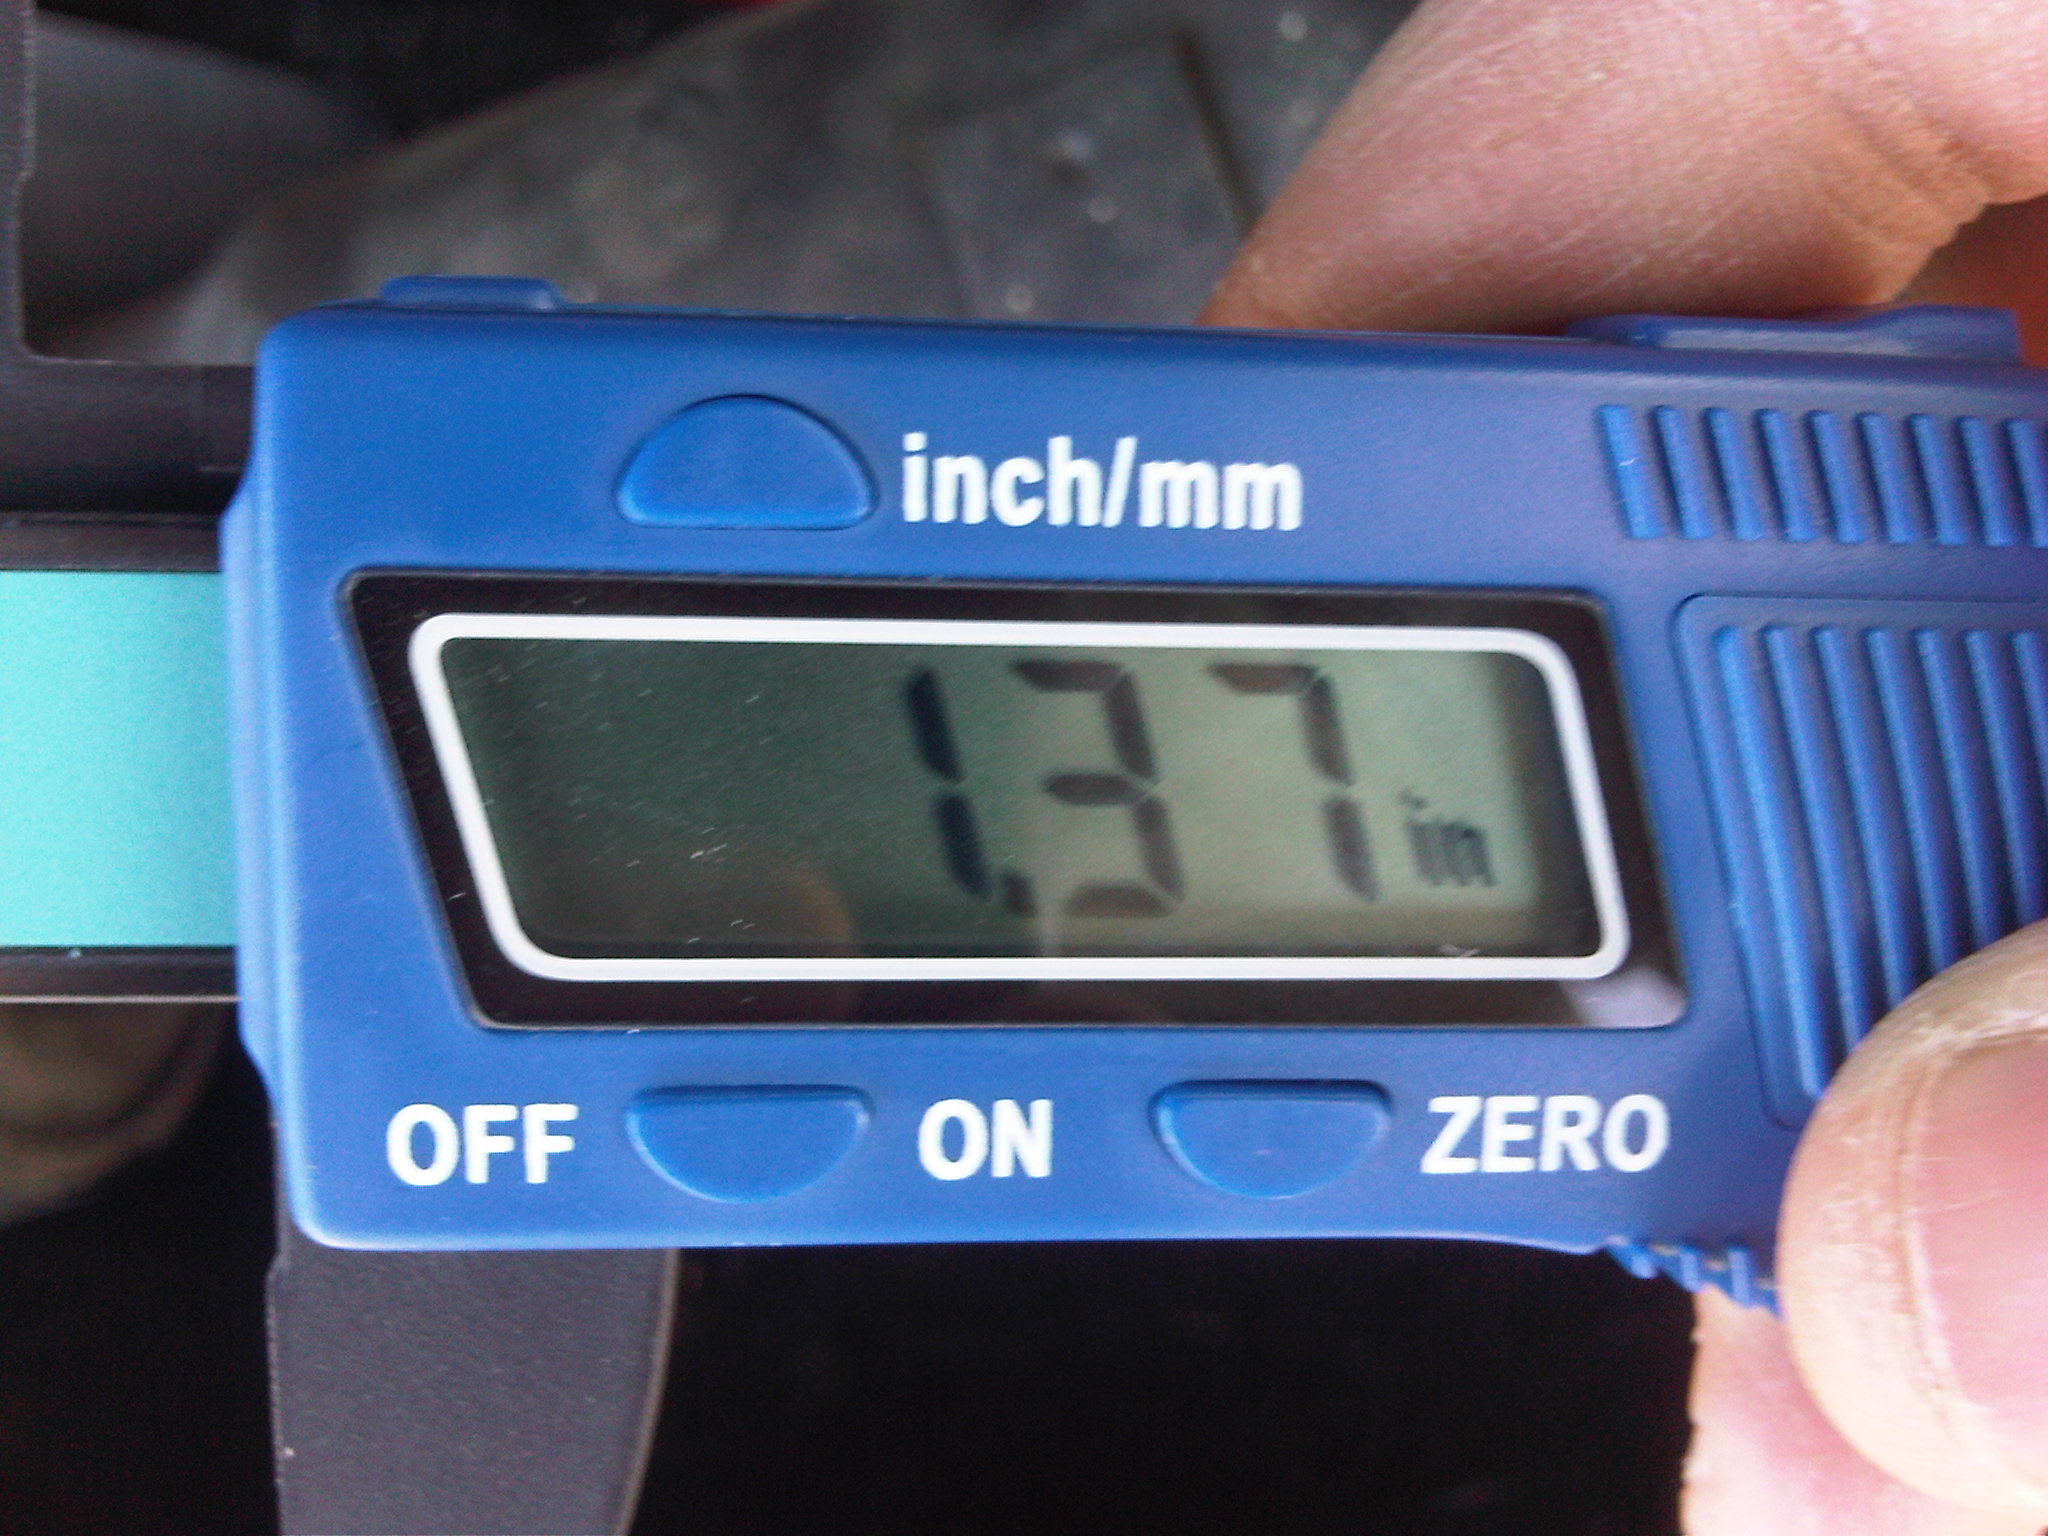 inch/mm
1.37 in
OFF ON ZERO